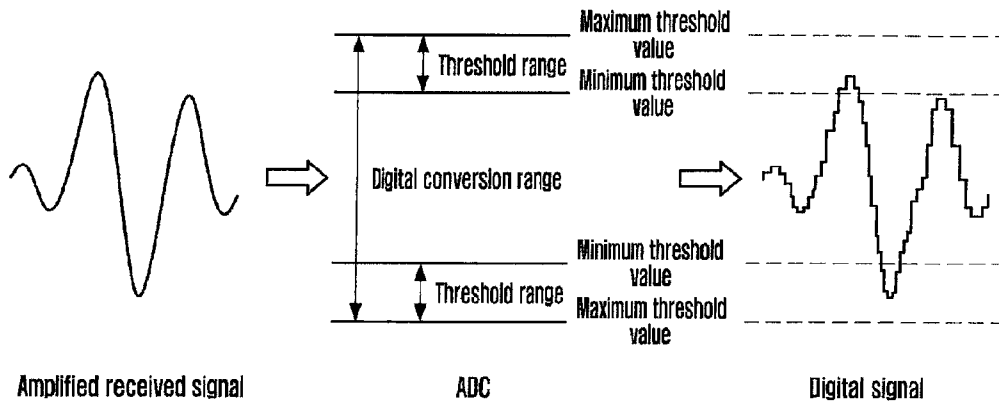 Maximum threshold
value
Threshold range
Minimum threshold
value
Digital conversion range
Minimum threshold
value
Threshold range
Maximum threshold
value
Amplified received signal
ADC
Digital signal